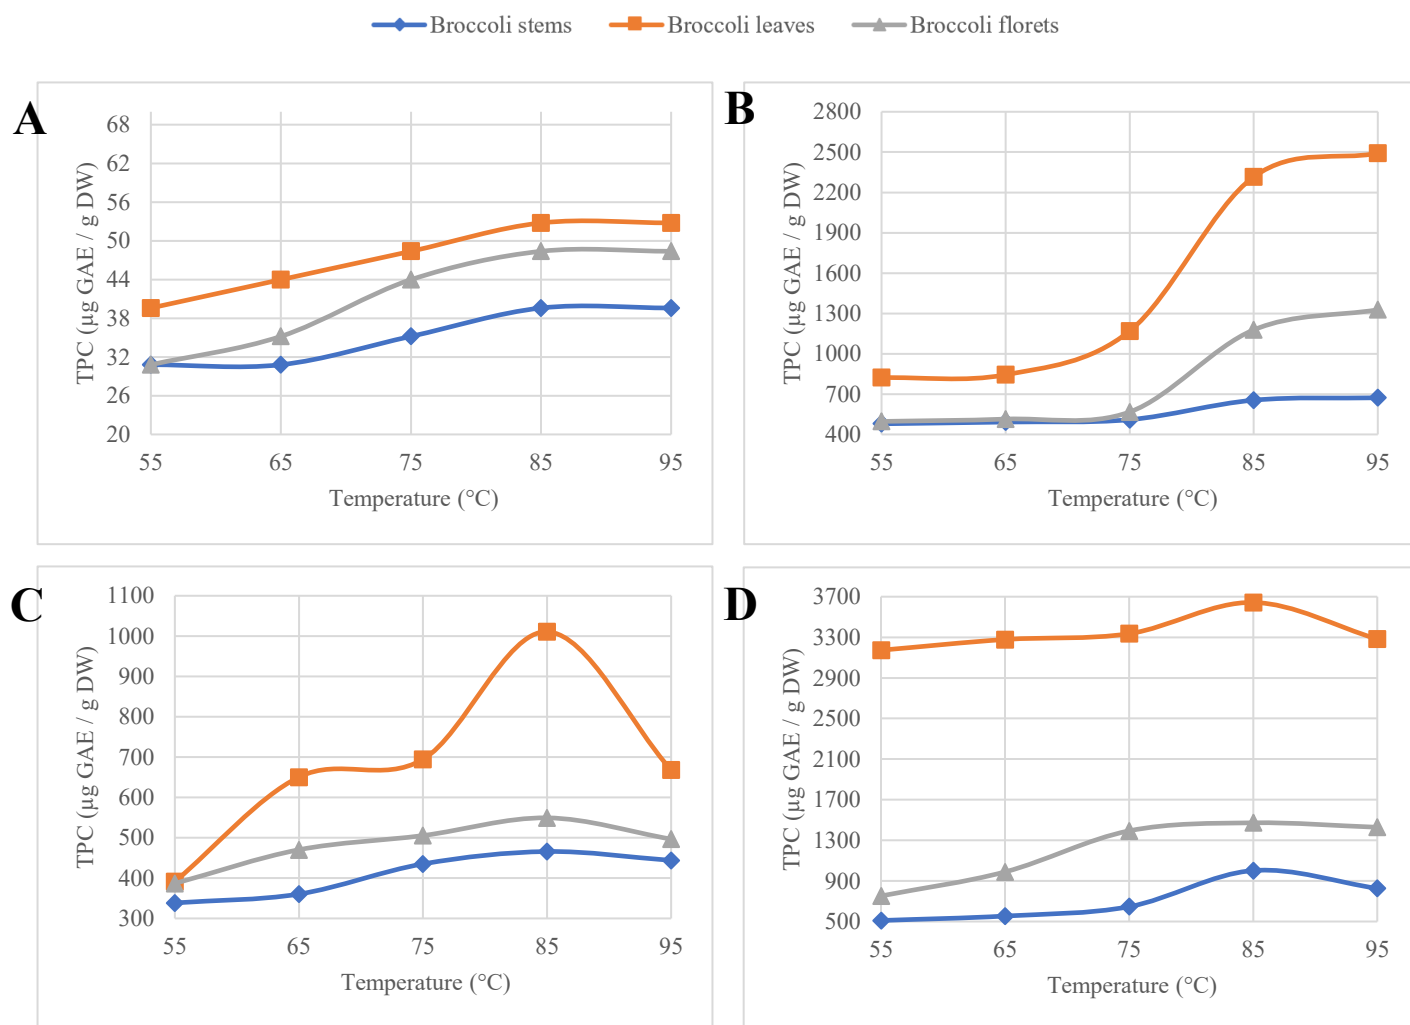 Broccoli stems Broccoli leaves Broccoli florets
A
TPC (µg GAE / g DW)
68
62
56
50
44
38
32
26
20
55 65 75 85 95
Temperature (°C)
B
TPC (µg GAE / g DW)
2800
2500
2200
1900
1600
1300
1000
700
400
55 65 75 85 95
Temperature (°C)
C
TPC (µg GAE / g DW)
1100
1000
900
800
700
600
500
400
300
55 65 75 85 95
Temperature (°C)
D
TPC (µg GAE / g DW)
3700
3300
2900
2500
2100
1700
1300
900
500
55 65 75 85 95
Temperature (°C)